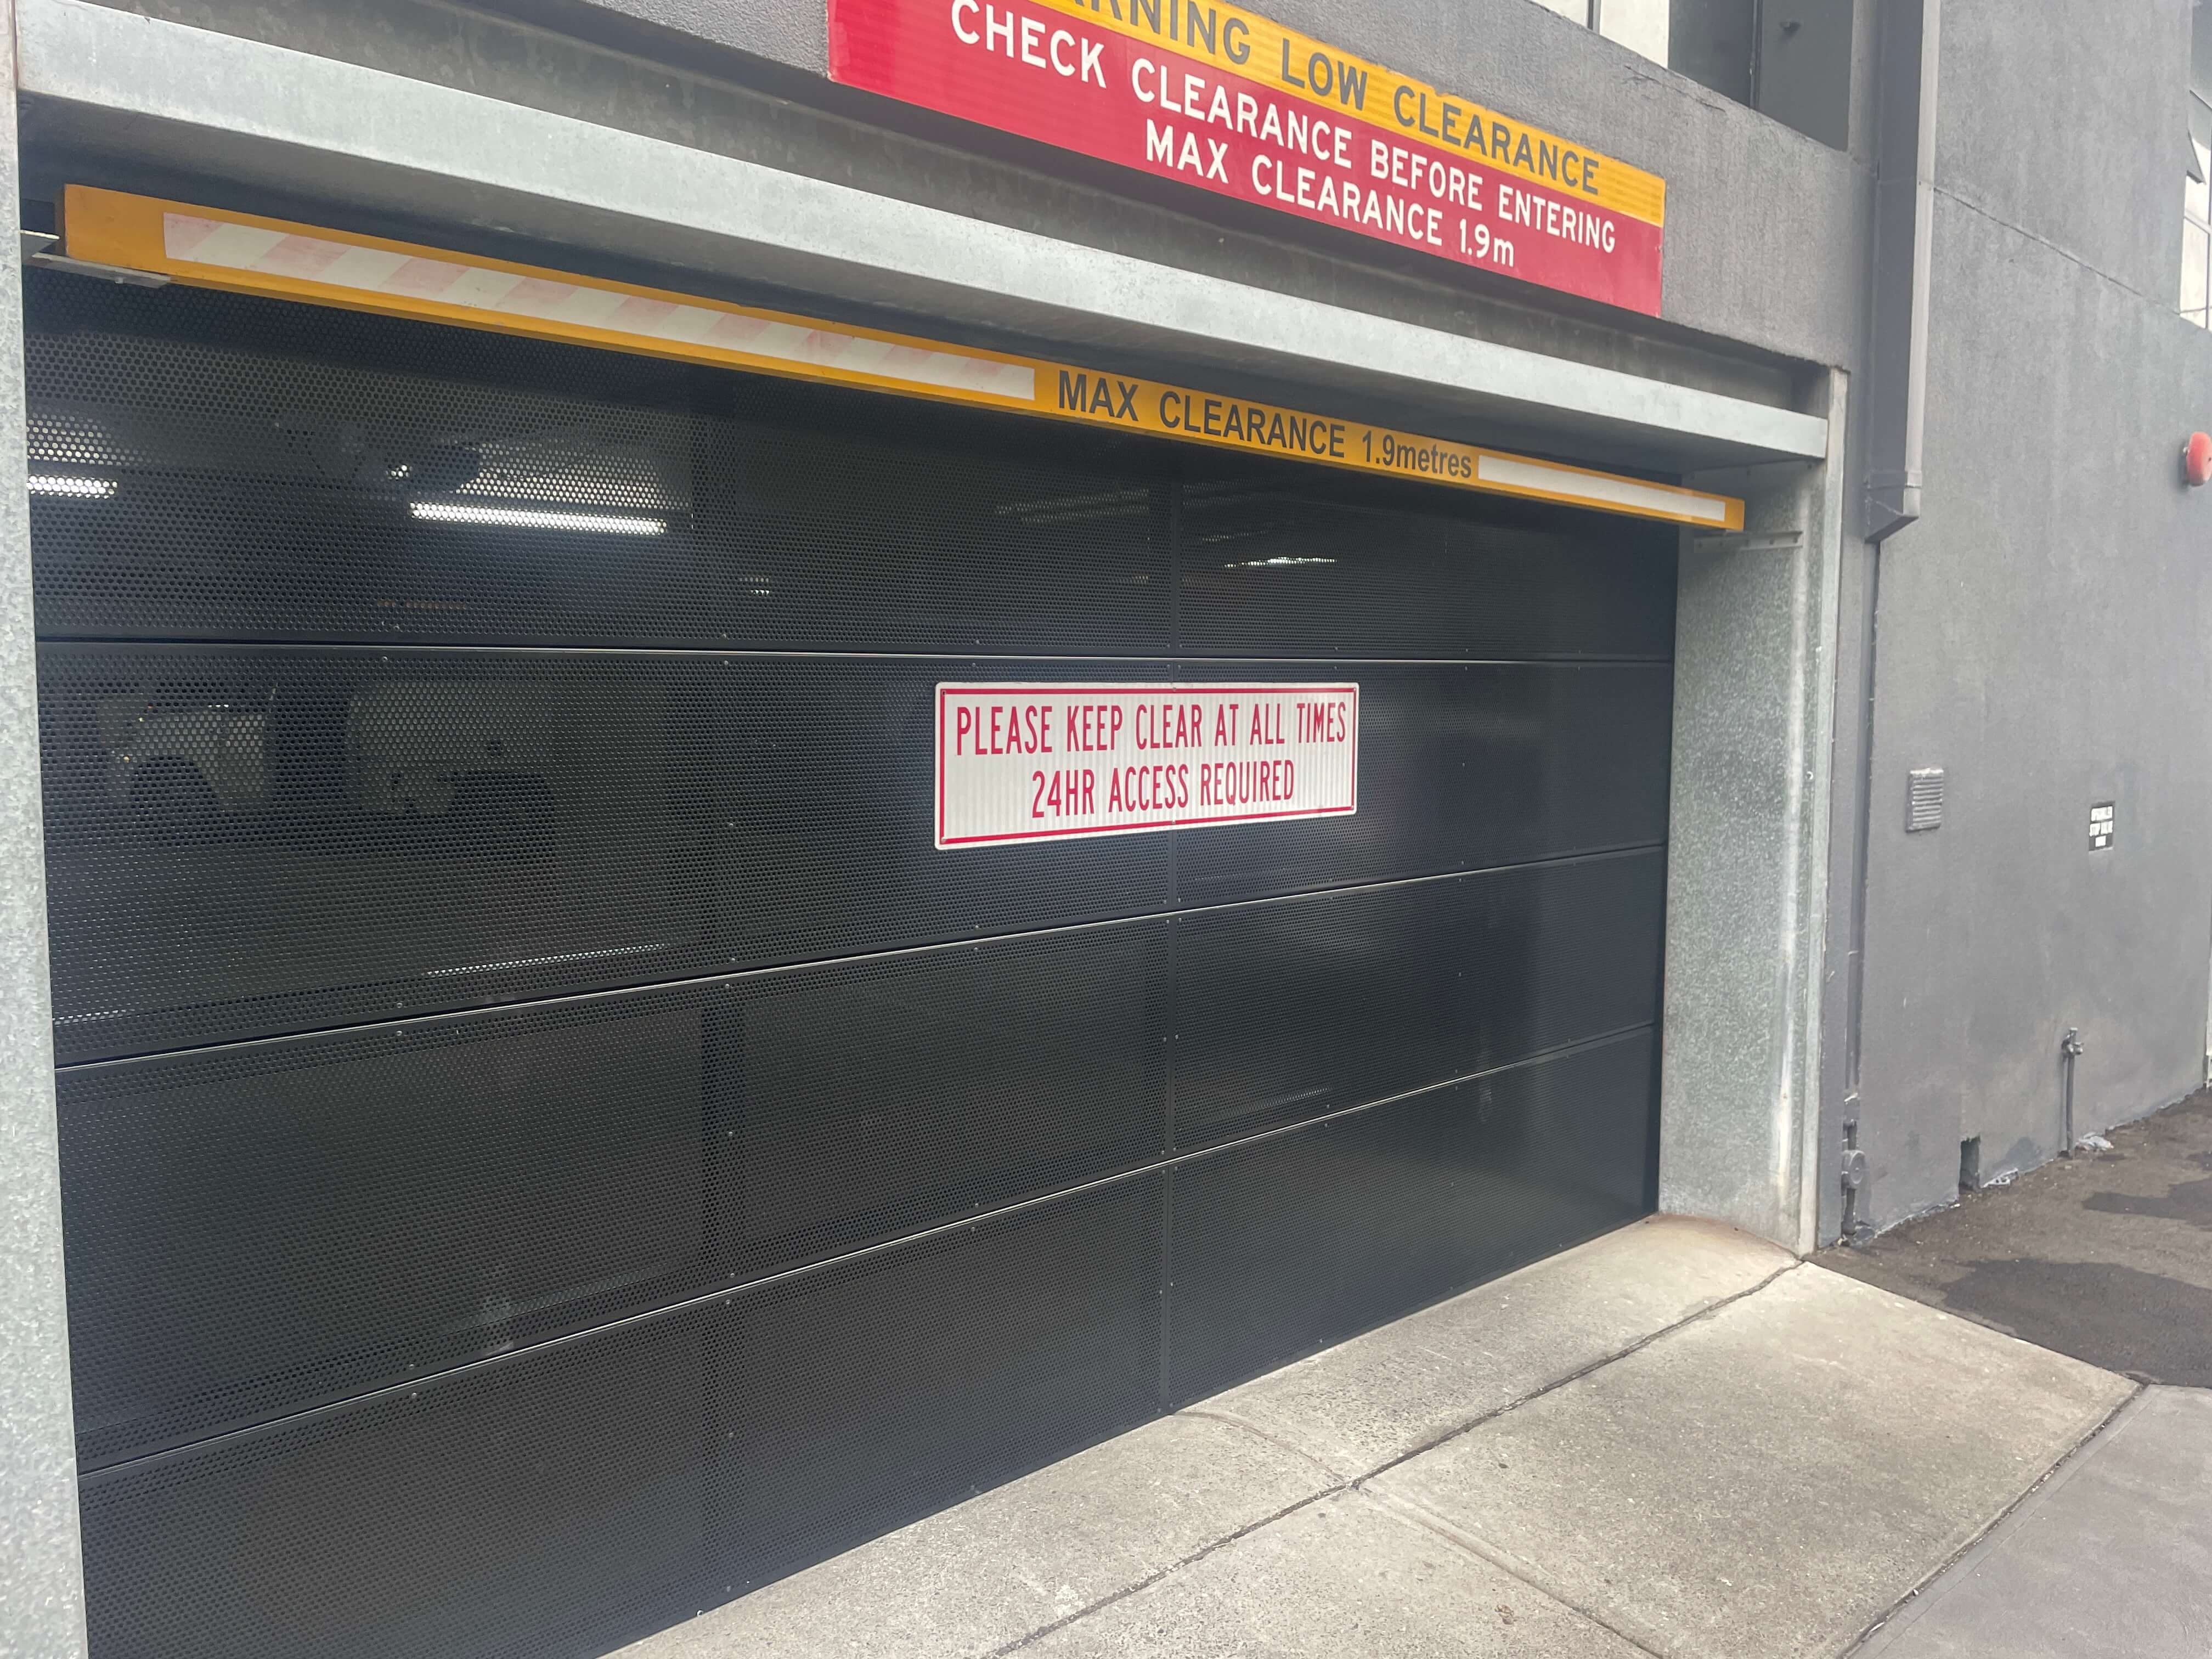 ARNING LOW CLEARANCE
CHECK CLEARANCE BEFORE ENTERING
MAX CLEARANCE 1.9m
MAX CLEARANCE 1.9metres
PLEASE KEEP CLEAR AT ALL TIMES
24HR ACCESS REQUIRED